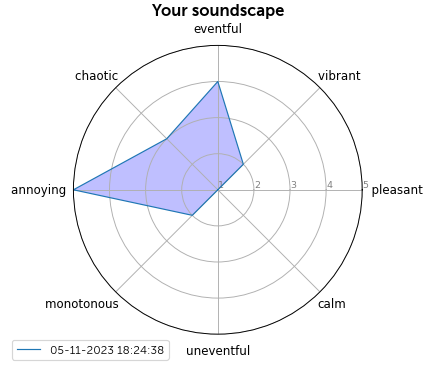 Your soundscape
eventful
chaotic
vibrant
annoying
1 2 3 4 5
pleasant
monotonous
calm
05-11-2023 18:24:38
uneventful